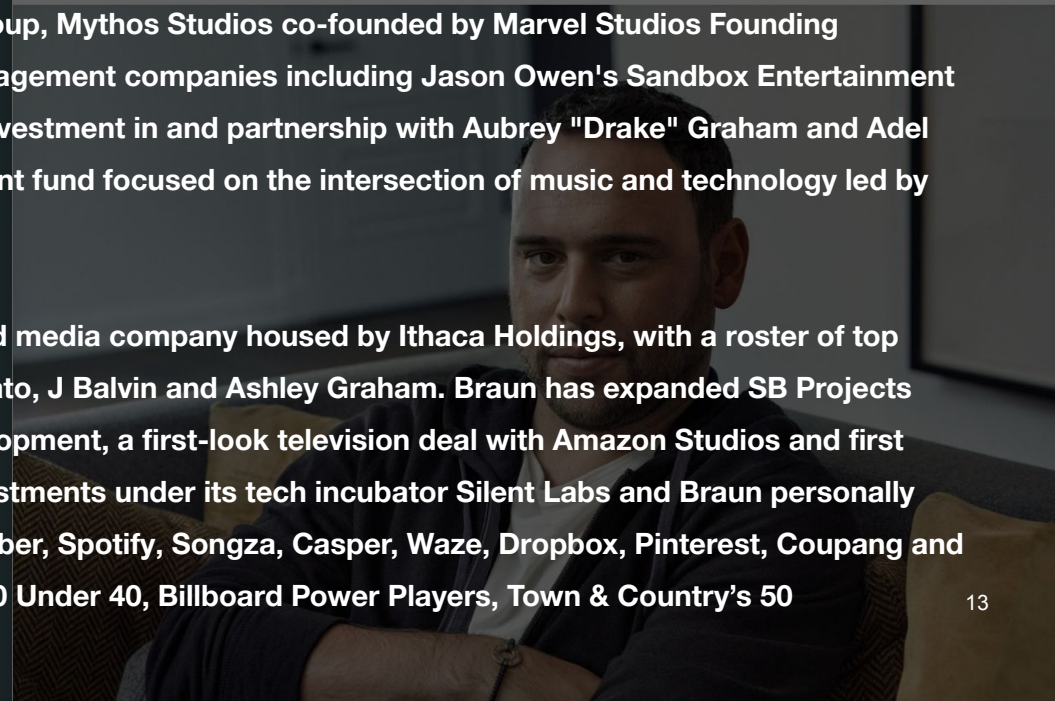 oup, Mythos Studios co-founded by Marvel Studios Founding
agement companies including Jason Owen's Sandbox Entertainment
vestment in and partnership with Aubrey "Drake" Graham and Adel
nt fund focused on the intersection of music and technology led by
d media company housed by Ithaca Holdings, with a roster of top
ato, J Balvin and Ashley Graham. Braun has expanded SB Projects
opment, a first-look television deal with Amazon Studios and first
stments under its tech incubator Silent Labs and Braun personally
ber, Spotify, Songza, Casper, Waze, Dropbox, Pinterest, Coupang and
0 Under 40, Billboard Power Players, Town & Country’s 50
13